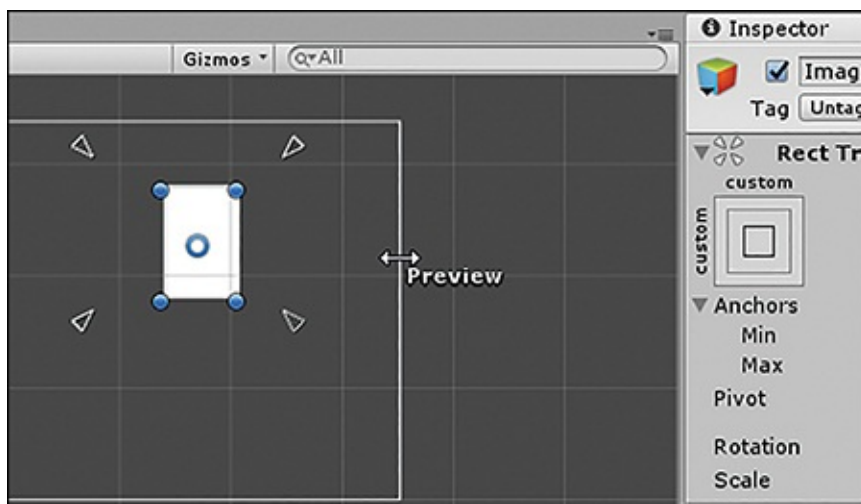 Gizmos
All
Preview
Inspector
Imag
Tag Untag
Rect Tr
custom
custom
Anchors
Min
Max
Pivot
Rotation
Scale